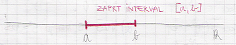 ZAPRT INTERVAL [a, b]
a b R